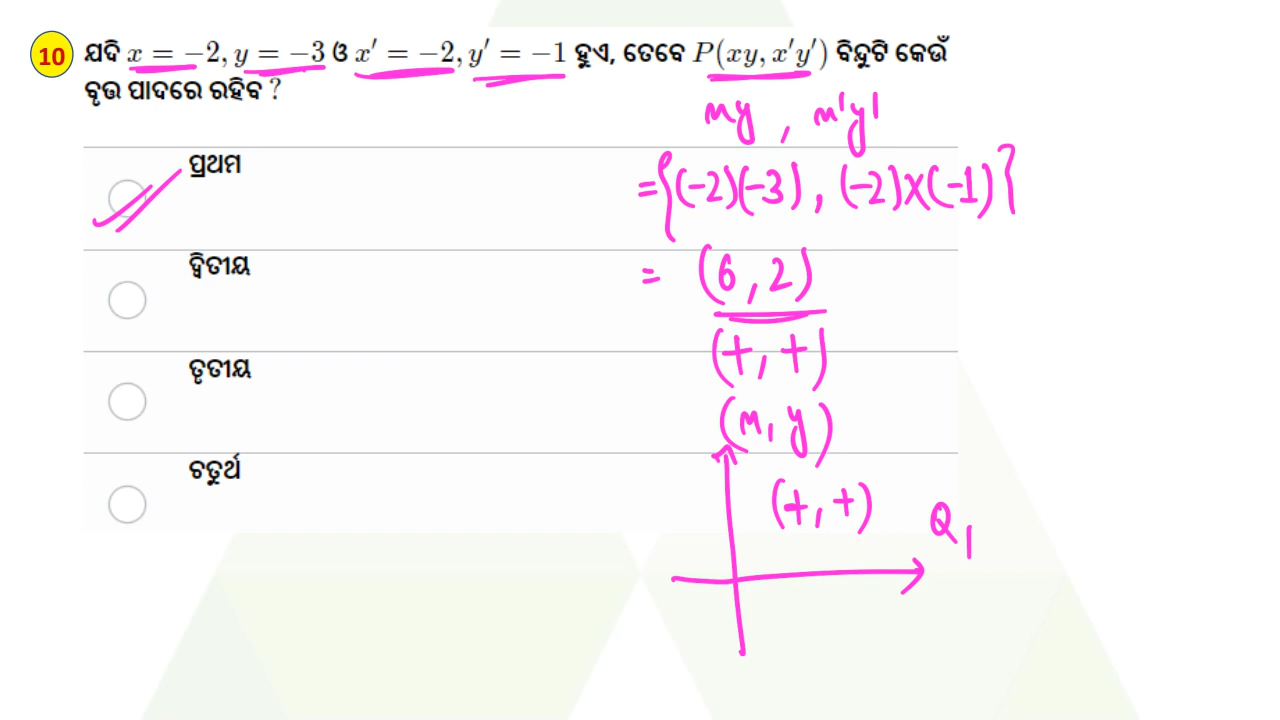 10 ଯଦି x = −2, y = −3 ଓ x′ = −2, y′ = −1 ହୁଏ, ତେବେ P(xy, x′y′) ବିନ୍ଦୁଟି କେଉଁ
ବୃତ୍ତ ପାଦରେ ରହିବ ?
xy , x'y'
ପ୍ରଥମ
={(-2)(-3), (-2)×(-1)}
ଦ୍ୱିତୀୟ
= (6, 2)
(+, +)
ତୃତୀୟ
(x, y)
ଚତୁର୍ଥ
(+, +)
Q1